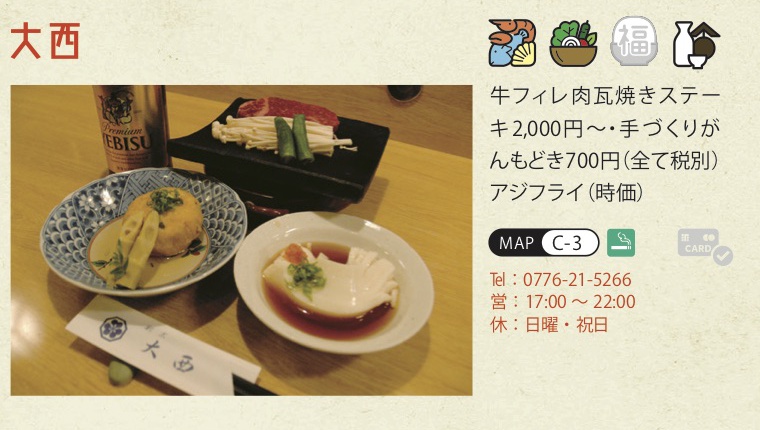 大西
福
牛フィレ肉瓦焼きステー
キ2,000円～・手づくりが
んもどき700円（全て税別）
アジフライ（時価）
MAP C-3
CARD
Tel：0776-21-5266
営：17:00 ～ 22:00
休：日曜・祝日
Premium
YEBISU
大西